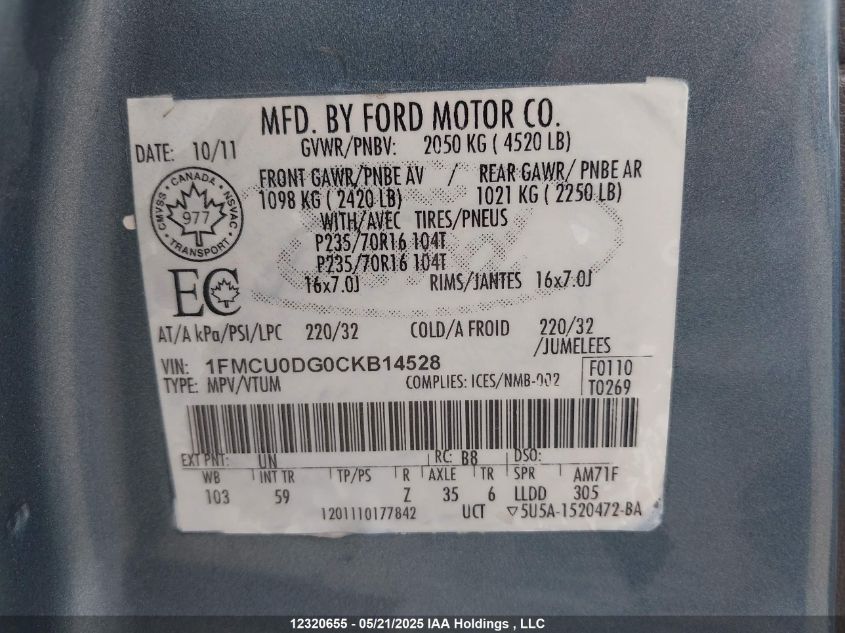 MFD. BY FORD MOTOR CO.
DATE: 10/11 GVWR/PNBV: 2050 KG ( 4520 LB)
FRONT GAWR/PNBE AV / REAR GAWR/ PNBE AR
1098 KG ( 2420 LB) 1021 KG ( 2250 LB)
WITH/AVEC TIRES/PNEUS
P235/70R16 104T
P235/70R16 104T
16x7.0J RIMS/JANTES 16x7.0J
CANADA
CMVSS NSVAC
977
TRANSPORT
EC
AT/A kPa/PSI/LPC 220/32 COLD/A FROID 220/32
/JUMELEES
VIN: 1FMCU0DG0CKB14528 F0110
TYPE: MPV/VTUM COMPLIES: ICES/NMB-002 T0269
EXT PNT: UN RC: B8 DSO:
WB INT TR TP/PS R AXLE TR SPR AM71F
103 59 Z 35 6 LLDD 305
1201110177842 UCT ▽5U5A-1520472-BA
12320655 - 05/21/2025 IAA Holdings , LLC